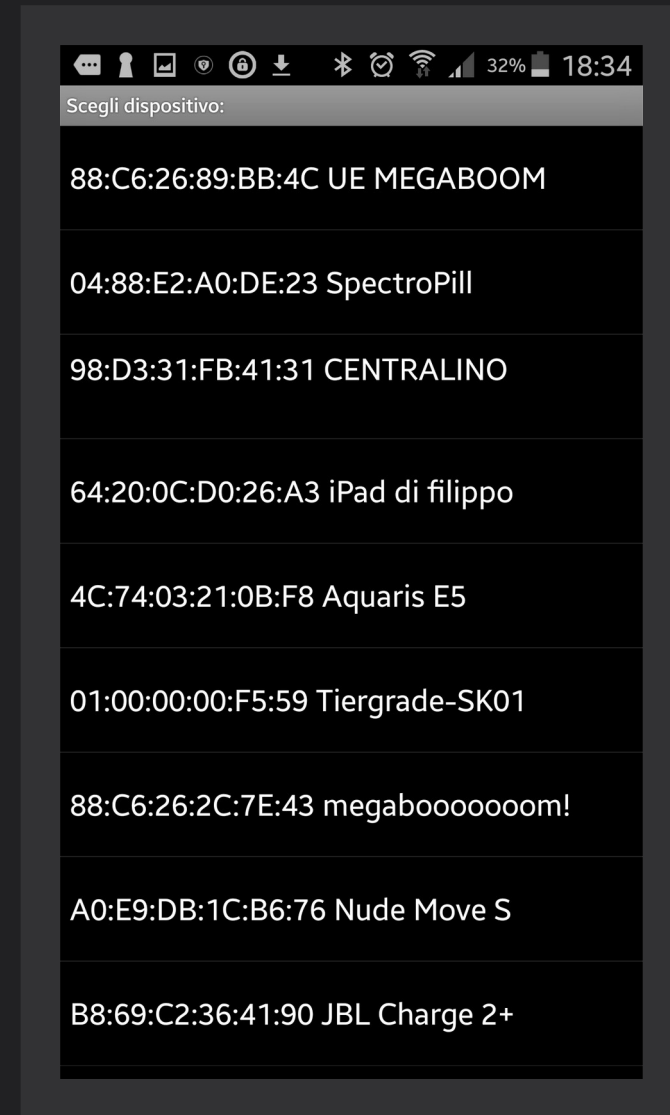 32% 18:34
Scegli dispositivo:
88:C6:26:89:BB:4C UE MEGABOOM
04:88:E2:A0:DE:23 SpectroPill
98:D3:31:FB:41:31 CENTRALINO
64:20:0C:D0:26:A3 iPad di filippo
4C:74:03:21:0B:F8 Aquaris E5
01:00:00:00:F5:59 Tiergrade-SK01
88:C6:26:2C:7E:43 megabooooooom!
A0:E9:DB:1C:B6:76 Nude Move S
B8:69:C2:36:41:90 JBL Charge 2+